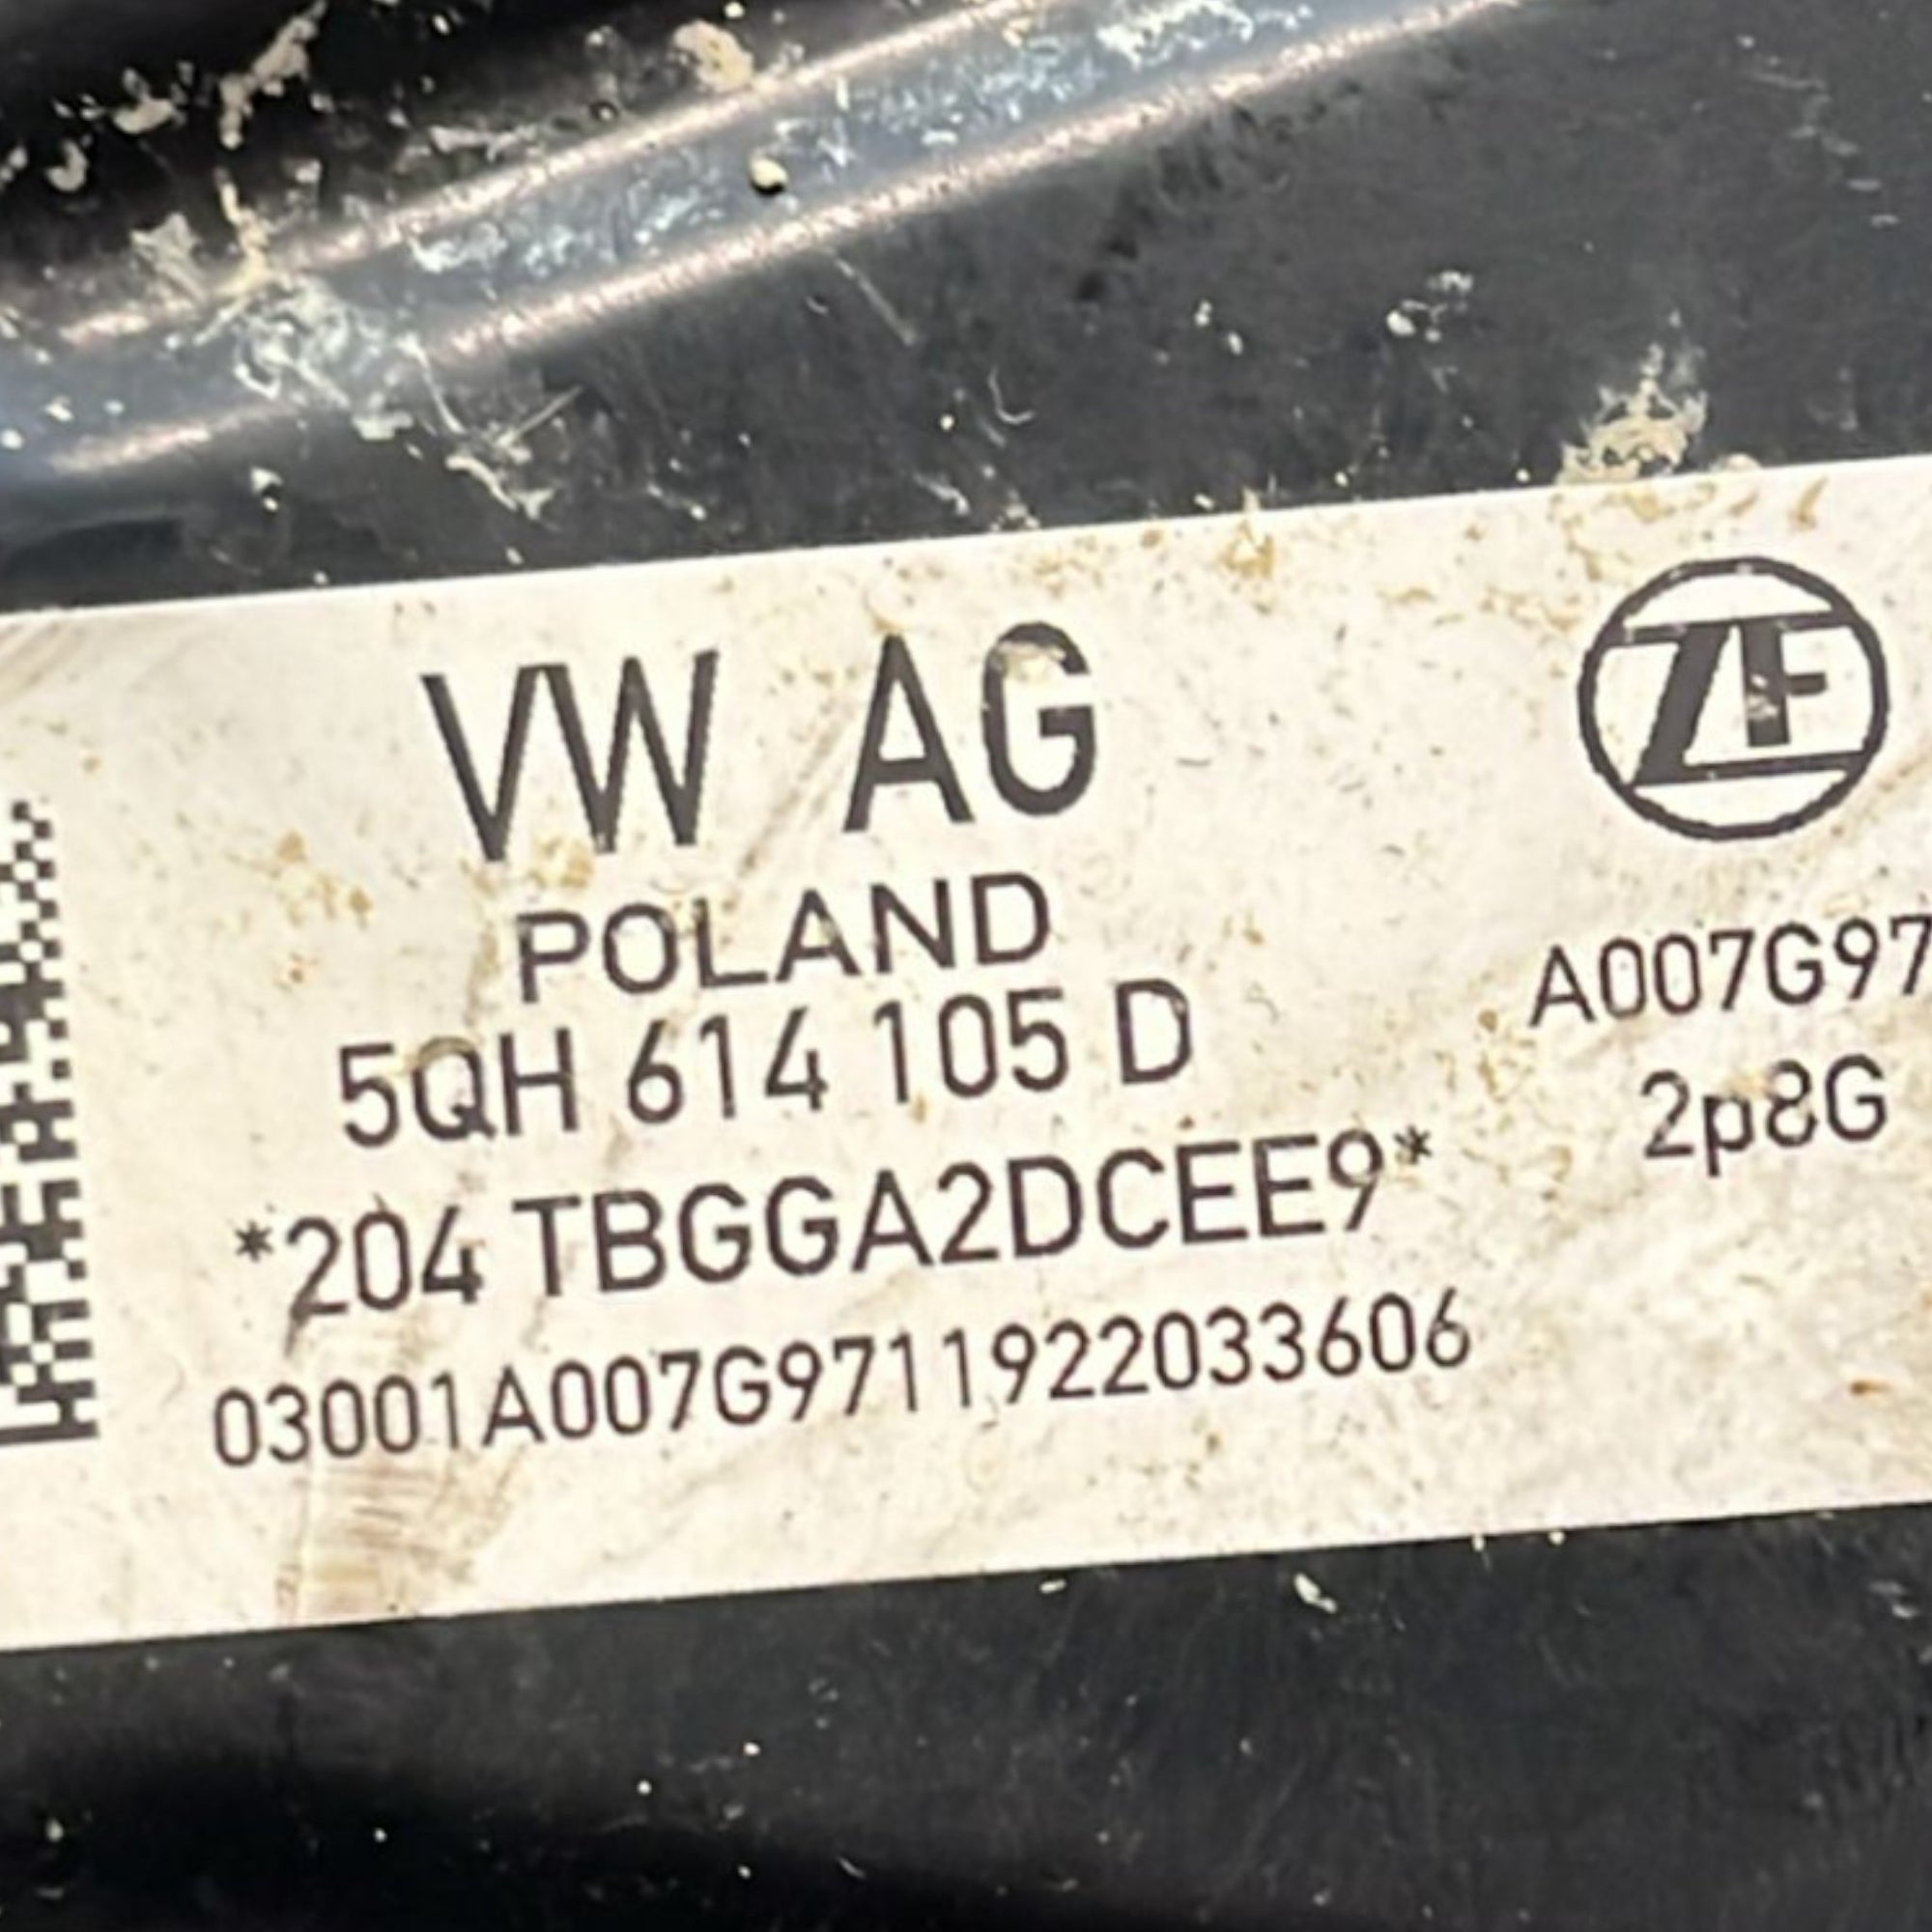 VW AG
ZF
POLAND
A007G97
5QH 614 105 D
2p8G
*204 TBGGA2DCEE9*
03001A007G9711922033606